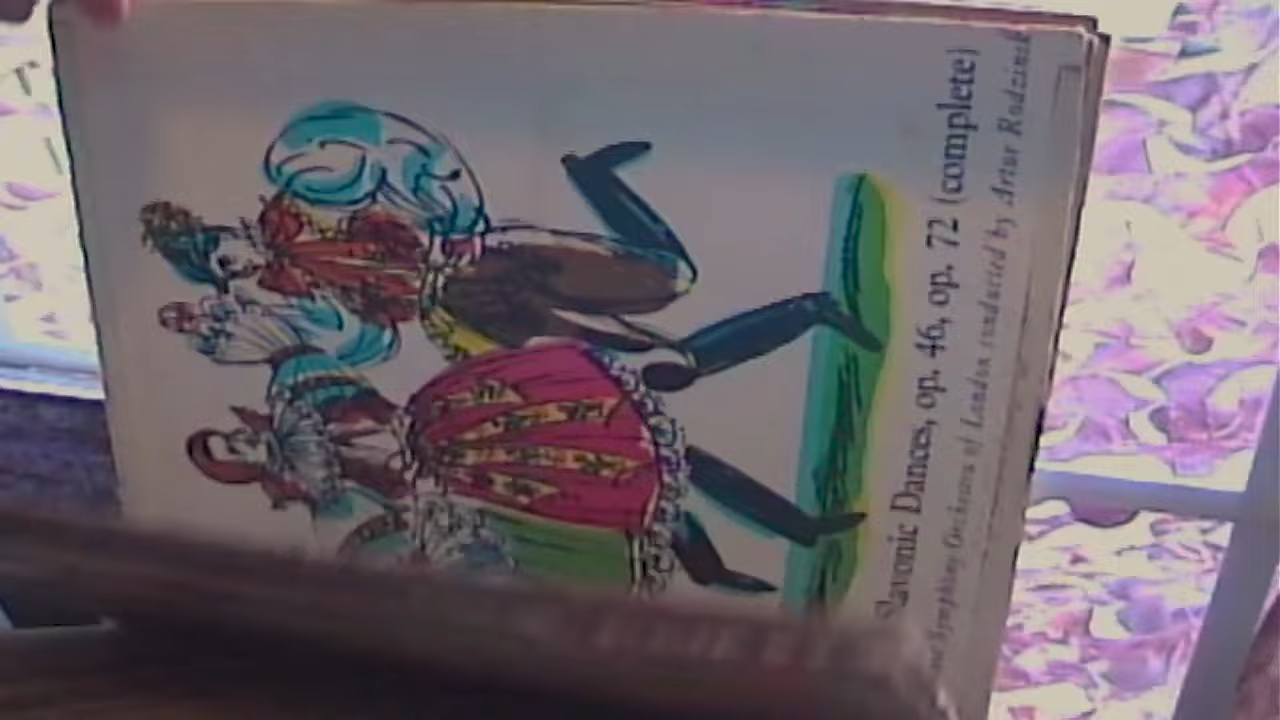 Slavonic Dances, op. 46, op. 72 (complete)
Symphony Orchestra of London conducted by Artur Rodzinski